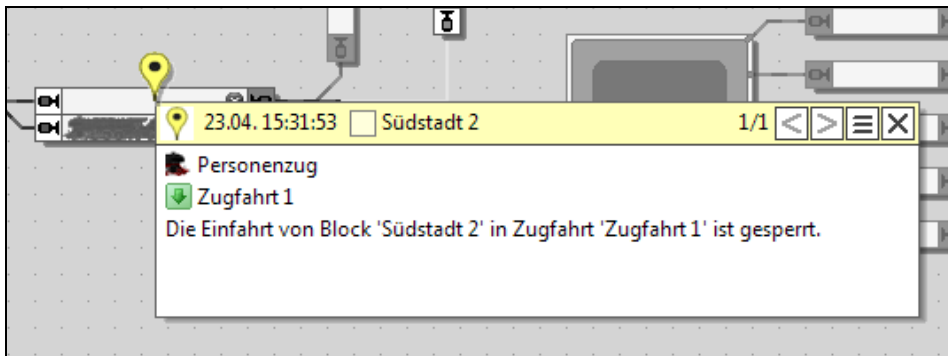 23.04. 15:31:53 Südstadt 2 1/1
Personenzug
Zugfahrt 1
Die Einfahrt von Block 'Südstadt 2' in Zugfahrt 'Zugfahrt 1' ist gesperrt.